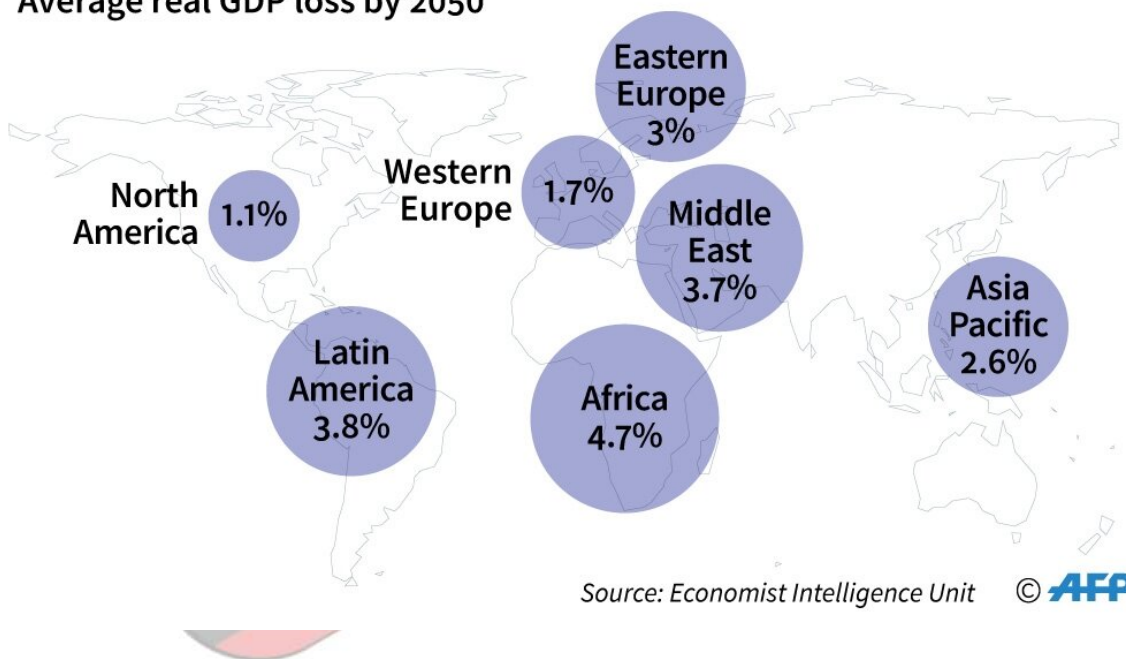 Average real GDP loss by 2050
Eastern
Europe
3%
Western
Europe
1.7%
North
America
1.1%
Middle
East
3.7%
Asia
Pacific
2.6%
Latin
America
3.8%
Africa
4.7%
Source: Economist Intelligence Unit © AFP